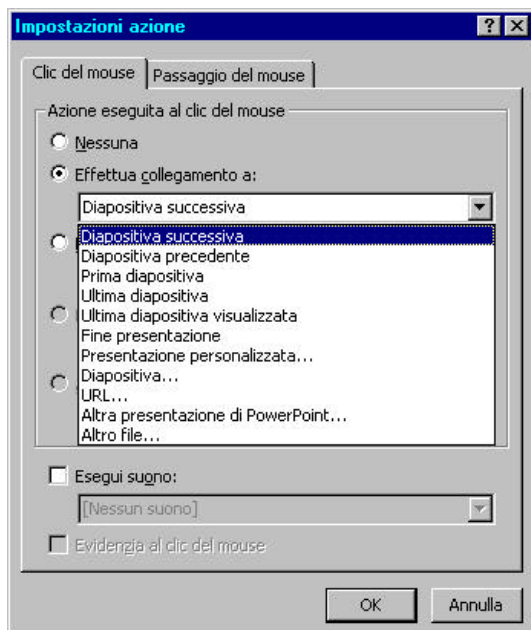 Impostazioni azione
Clic del mouse
Passaggio del mouse
Azione eseguita al clic del mouse
Nessuna
Effettua collegamento a:
Diapositiva successiva
Diapositiva successiva
Diapositiva precedente
Prima diapositiva
Ultima diapositiva
Ultima diapositiva visualizzata
Fine presentazione
Presentazione personalizzata...
Diapositiva...
URL...
Altra presentazione di PowerPoint...
Altro file...
Esegui suono:
[Nessun suono]
Evidenzia al clic del mouse
OK
Annulla